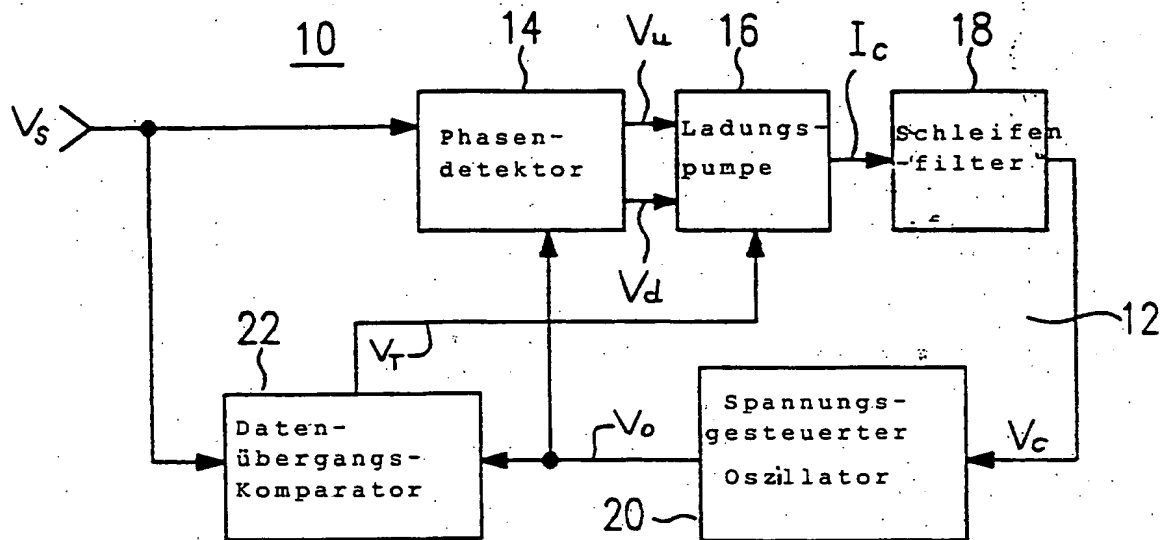 10
14
Vu
16
Ic
18
Vs
Phasen-
detektor
Ladungs-
pumpe
Schleifen
-filter
Vd
22
VT
12
Daten-
übergangs-
Komparator
Vo
Spannungs-
gesteuerter
Oszillator
Vc
20